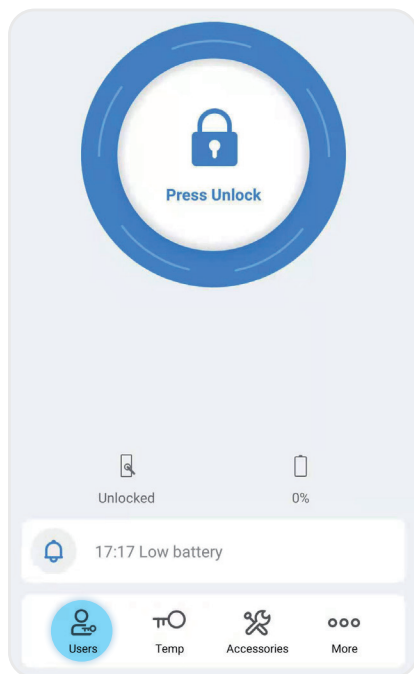 Press Unlock
Unlocked
0%
17:17 Low battery
Users
Temp
Accessories
More